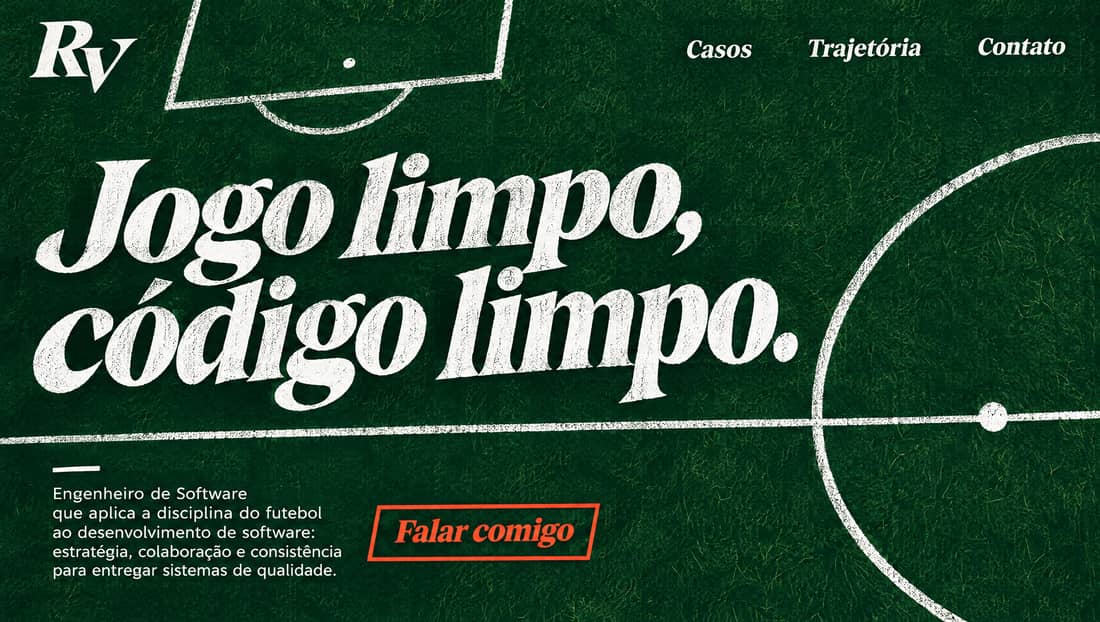 RV
Casos
Trajetória
Contato
Jogo limpo,
código limpo.
Engenheiro de Software
que aplica a disciplina do futebol
ao desenvolvimento de software:
estratégia, colaboração e consistência
para entregar sistemas de qualidade.
Falar comigo